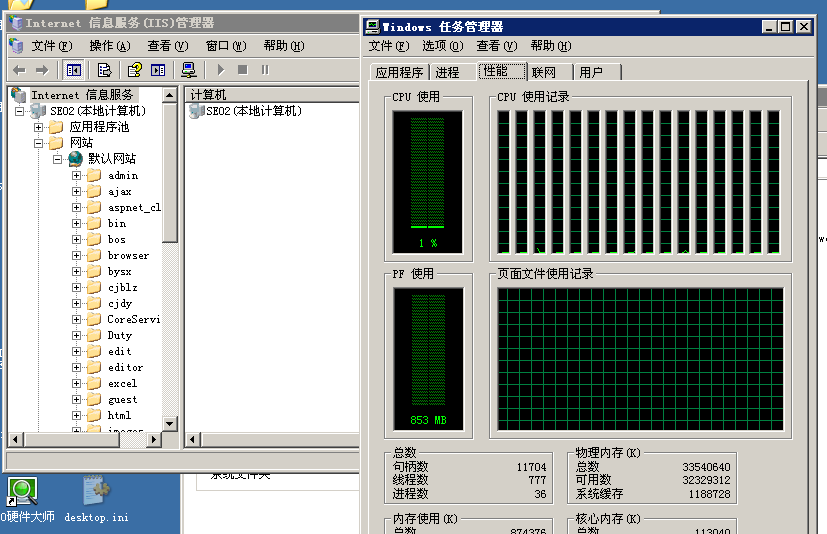 Internet 信息服务(IIS)管理器
文件(F) 操作(A) 查看(V) 窗口(W) 帮助(H)
Internet 信息服务
SE02(本地计算机)
应用程序池
网站
默认网站
admin
ajax
aspnet_cl
bin
bos
browser
bysx
cjblz
cjdy
CoreServi
Duty
edit
editor
excel
guest
html
计算机
SE02(本地计算机)
系统文件夹
0硬件大师
desktop.ini
Windows 任务管理器
文件(F) 选项(O) 查看(V) 帮助(H)
应用程序 进程 性能 联网 用户
CPU 使用
CPU 使用记录
1 %
PF 使用
页面文件使用记录
853 MB
总数
句柄数 11704
线程数 777
进程数 36
物理内存(K)
总数 33540640
可用数 32329312
系统缓存 1188728
内存使用(K)
总数 874376
核心内存(K)
总数 113040